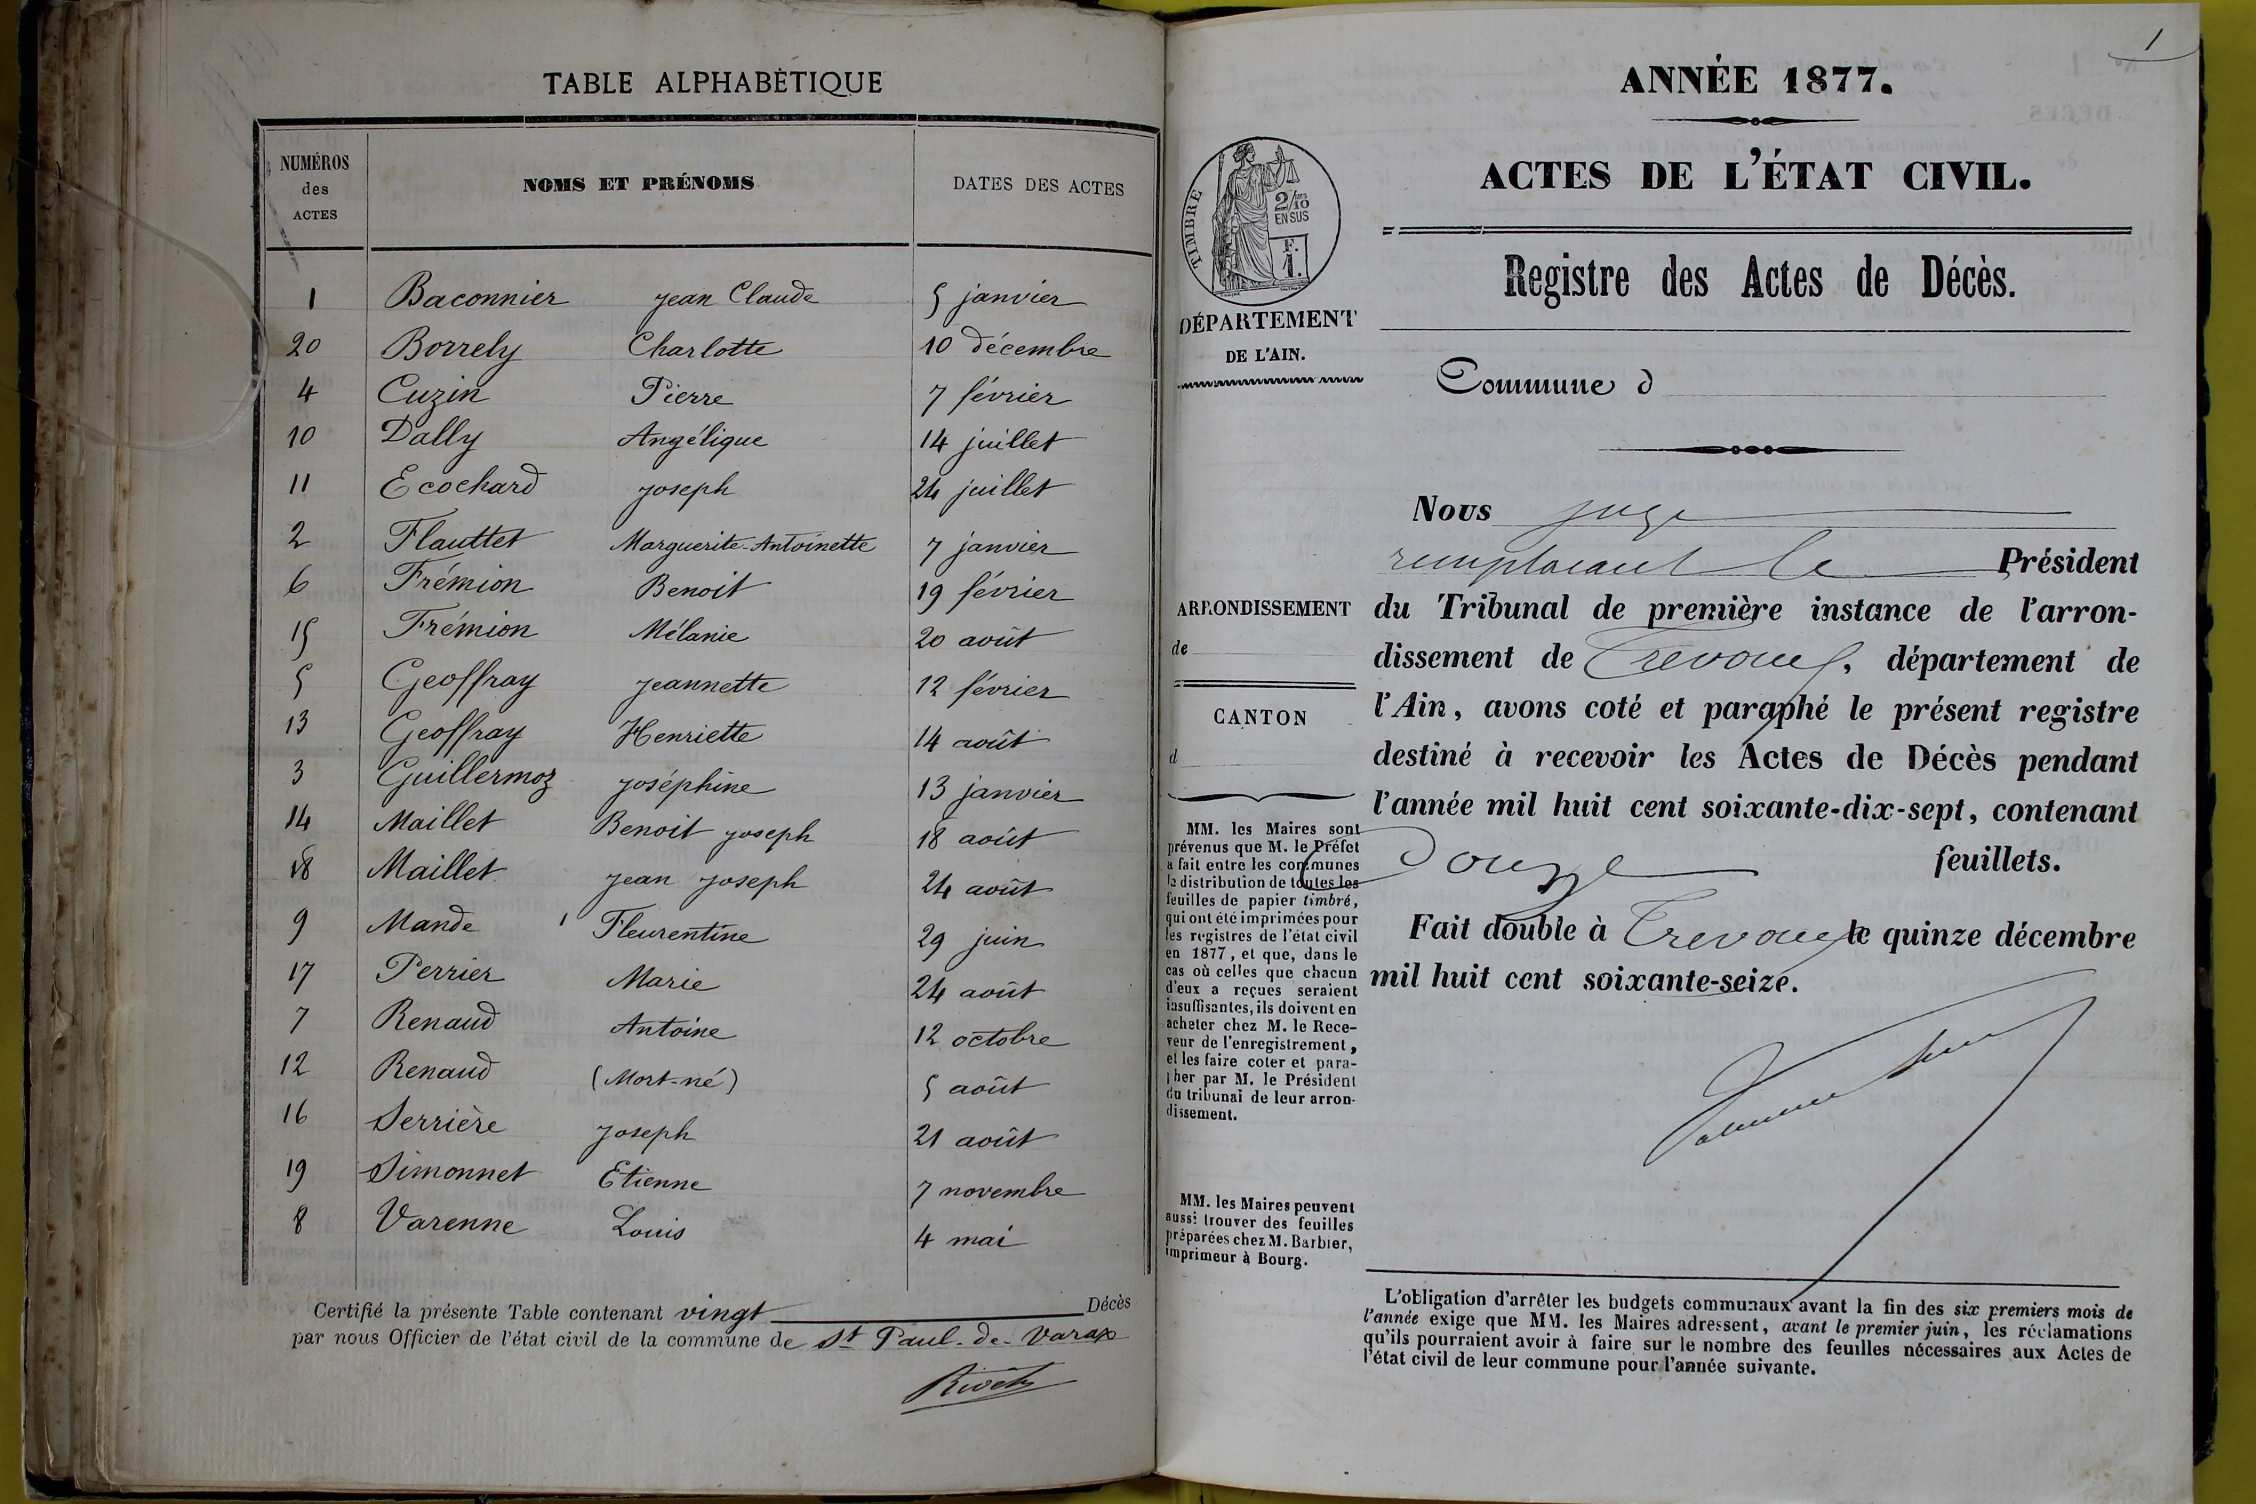 TABLE ALPHABÈTIQUE
NUMÉROS des ACTES NOMS ET PRÉNOMS DATES DES ACTES
1 Baconnier Jean Claude 5 janvier
20 Borrely Charlotte 10 décembre
4 Cuzin Pierre 7 février
10 Dally Angélique 14 juillet
11 Ecochard Joseph 24 juillet
2 Flauttet Marguerite-Antoinette 7 janvier
6 Frémion Benoit 19 février
15 Frémion Mélanie 20 août
5 Geoffray Jeannette 12 février
13 Geoffray Henriette 14 août
3 Guillermoz Joséphine 13 janvier
14 Maillet Benoit Joseph 18 août
18 Maillet Jean Joseph 24 août
9 Mande Fleurentine 29 juin
17 Perrier Marie 24 août
7 Renaud Antoine 12 octobre
12 Renaud (Mort-né) 5 août
16 Serrière Joseph 21 août
19 Simonnet Etienne 7 novembre
8 Varenne Louis 4 mai
Certifié la présente Table contenant vingt Décès
par nous Officier de l'état civil de la commune de St Paul-de-Varax
1
ANNÉE 1877.
ACTES DE L'ÉTAT CIVIL.
Registre des Actes de Décès.
TIMBRE
2/10
EN SUS
F.
1.
DÉPARTEMENT
DE L'AIN.
Commune d
ARRONDISSEMENT
de
CANTON
d
MM. les Maires sont
prévenus que M. le Préfet
a fait entre les communes
la distribution de toutes les
feuilles de papier timbré,
qui ont été imprimées pour
les registres de l'état civil
en 1877, et que, dans le
cas où celles que chacun
d'eux a reçues seraient
insuffisantes, ils doivent en
acheter chez M. le Rece-
veur de l'enregistrement,
et les faire coter et para-
pher par M. le Président
du tribunal de leur arron-
dissement.
MM. les Maires peuvent
aussi trouver des feuilles
préparées chez M. Barbier,
imprimeur à Bourg.
Nous juge
remplacant le Président
du Tribunal de première instance de l'arron-
dissement de Trevoux, département de
l'Ain, avons coté et paraphé le présent registre
destiné à recevoir les Actes de Décès pendant
l'année mil huit cent soixante-dix-sept, contenant
Douze feuillets.
Fait double à Trevoux le quinze décembre
mil huit cent soixante-seize.
L'obligation d'arrêter les budgets communaux avant la fin des six premiers mois de
l'année exige que MM. les Maires adressent, avant le premier juin, les réclamations
qu'ils pourraient avoir à faire sur le nombre des feuilles nécessaires aux Actes de
l'état civil de leur commune pour l'année suivante.